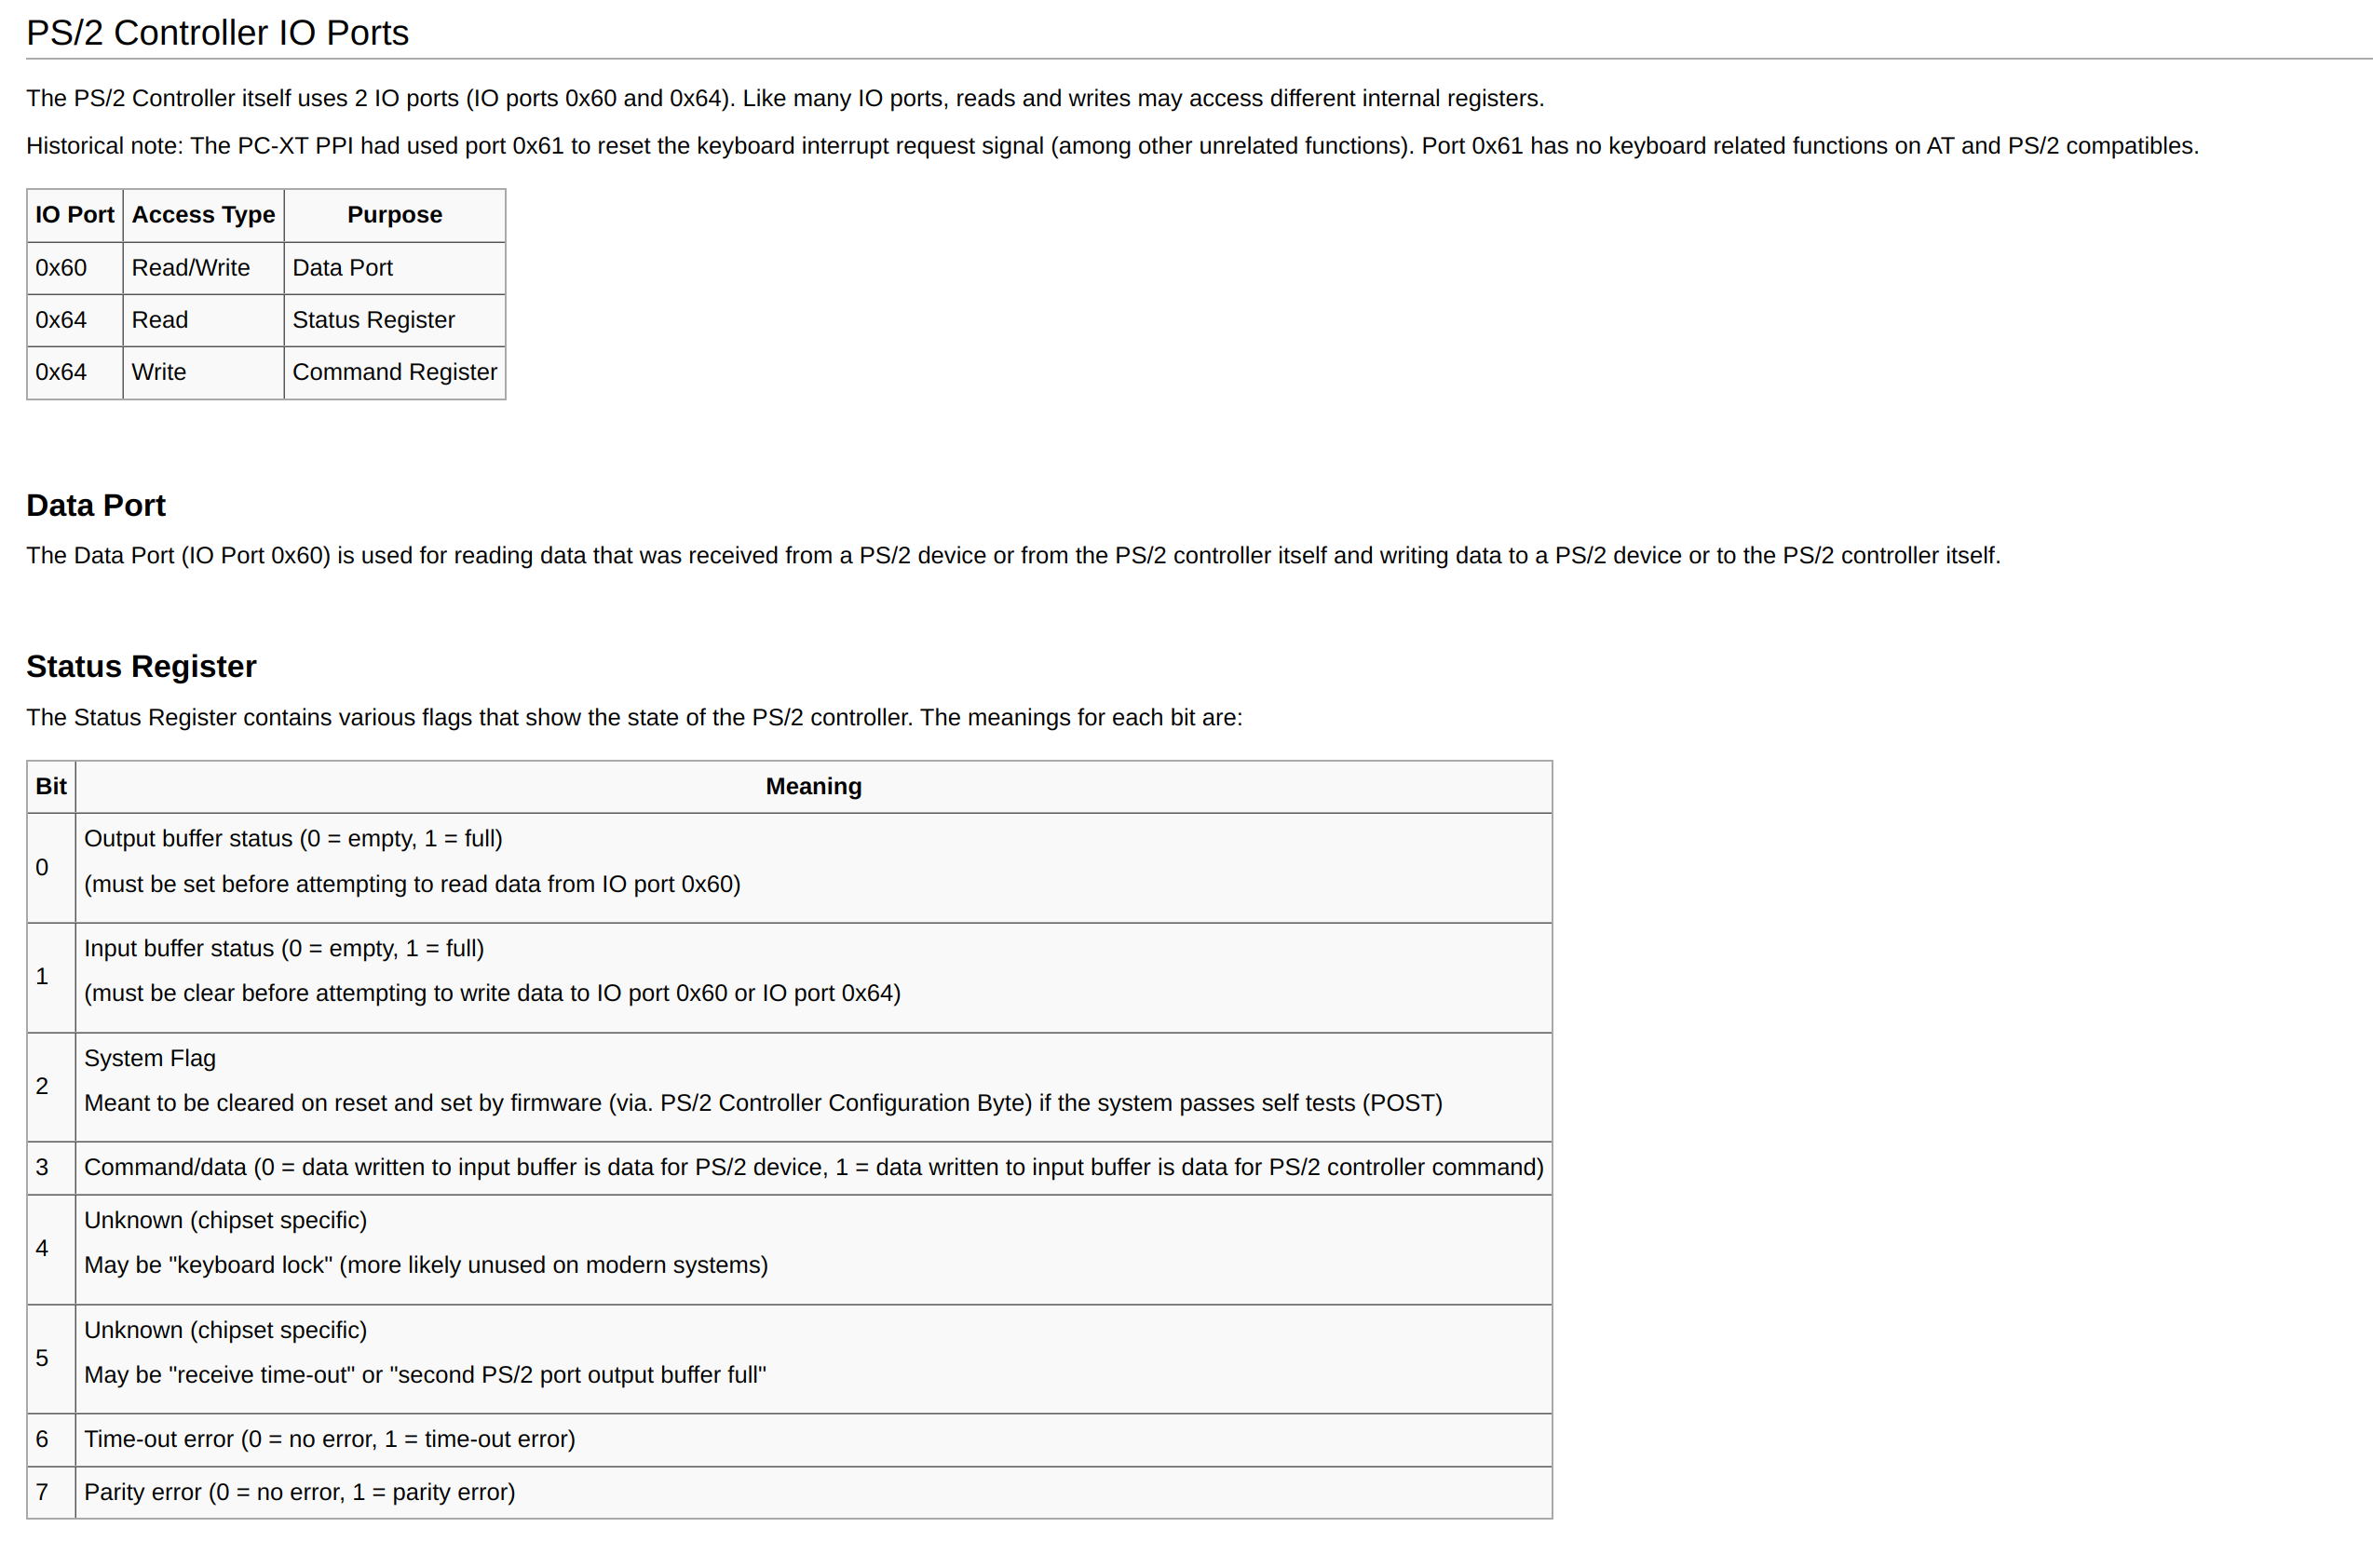 PS/2 Controller IO Ports
The PS/2 Controller itself uses 2 IO ports (IO ports 0x60 and 0x64). Like many IO ports, reads and writes may access different internal registers.
Historical note: The PC-XT PPI had used port 0x61 to reset the keyboard interrupt request signal (among other unrelated functions). Port 0x61 has no keyboard related functions on AT and PS/2 compatibles.
IO Port Access Type Purpose
0x60 Read/Write Data Port
0x64 Read Status Register
0x64 Write Command Register
Data Port
The Data Port (IO Port 0x60) is used for reading data that was received from a PS/2 device or from the PS/2 controller itself and writing data to a PS/2 device or to the PS/2 controller itself.
Status Register
The Status Register contains various flags that show the state of the PS/2 controller. The meanings for each bit are:
Bit Meaning
0 Output buffer status (0 = empty, 1 = full)
(must be set before attempting to read data from IO port 0x60)
1 Input buffer status (0 = empty, 1 = full)
(must be clear before attempting to write data to IO port 0x60 or IO port 0x64)
2 System Flag
Meant to be cleared on reset and set by firmware (via. PS/2 Controller Configuration Byte) if the system passes self tests (POST)
3 Command/data (0 = data written to input buffer is data for PS/2 device, 1 = data written to input buffer is data for PS/2 controller command)
4 Unknown (chipset specific)
May be "keyboard lock" (more likely unused on modern systems)
5 Unknown (chipset specific)
May be "receive time-out" or "second PS/2 port output buffer full"
6 Time-out error (0 = no error, 1 = time-out error)
7 Parity error (0 = no error, 1 = parity error)